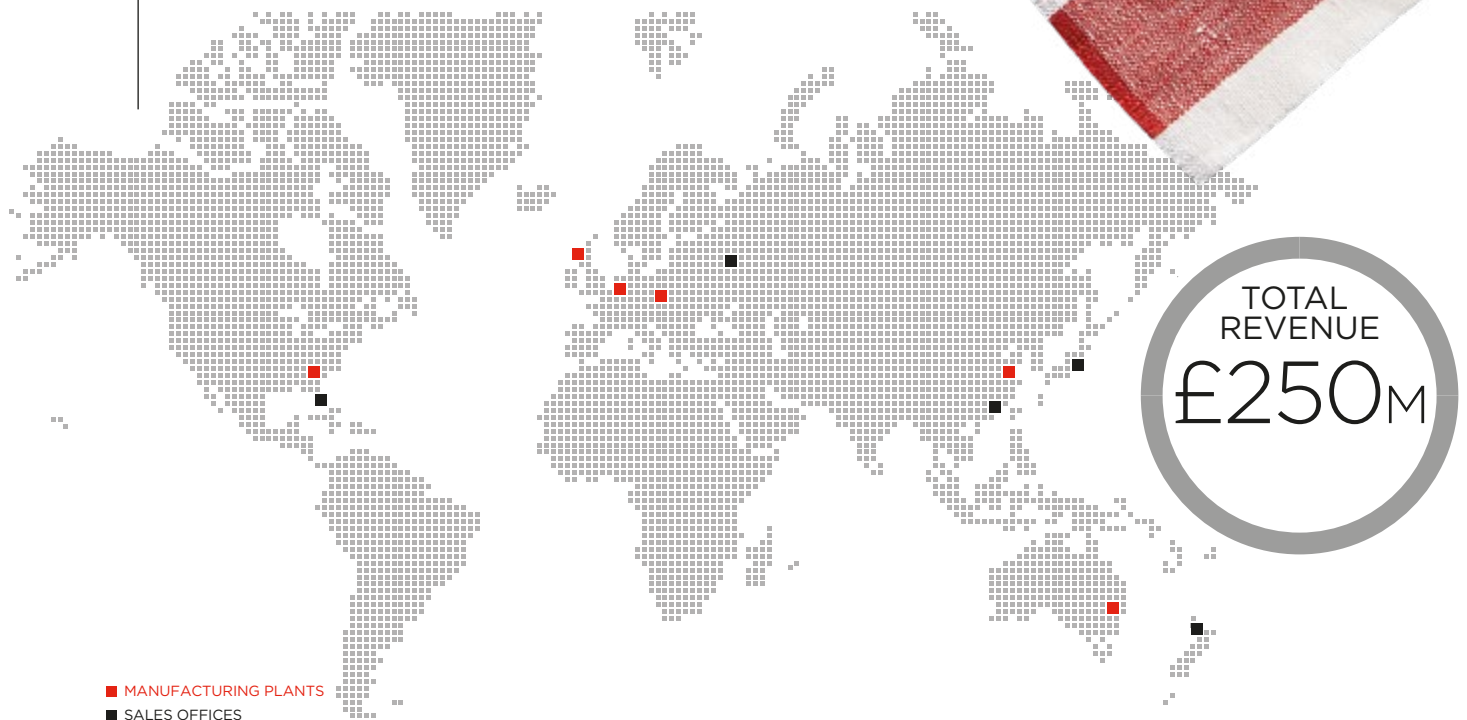 TOTAL
REVENUE
£250M
MANUFACTURING PLANTS
SALES OFFICES